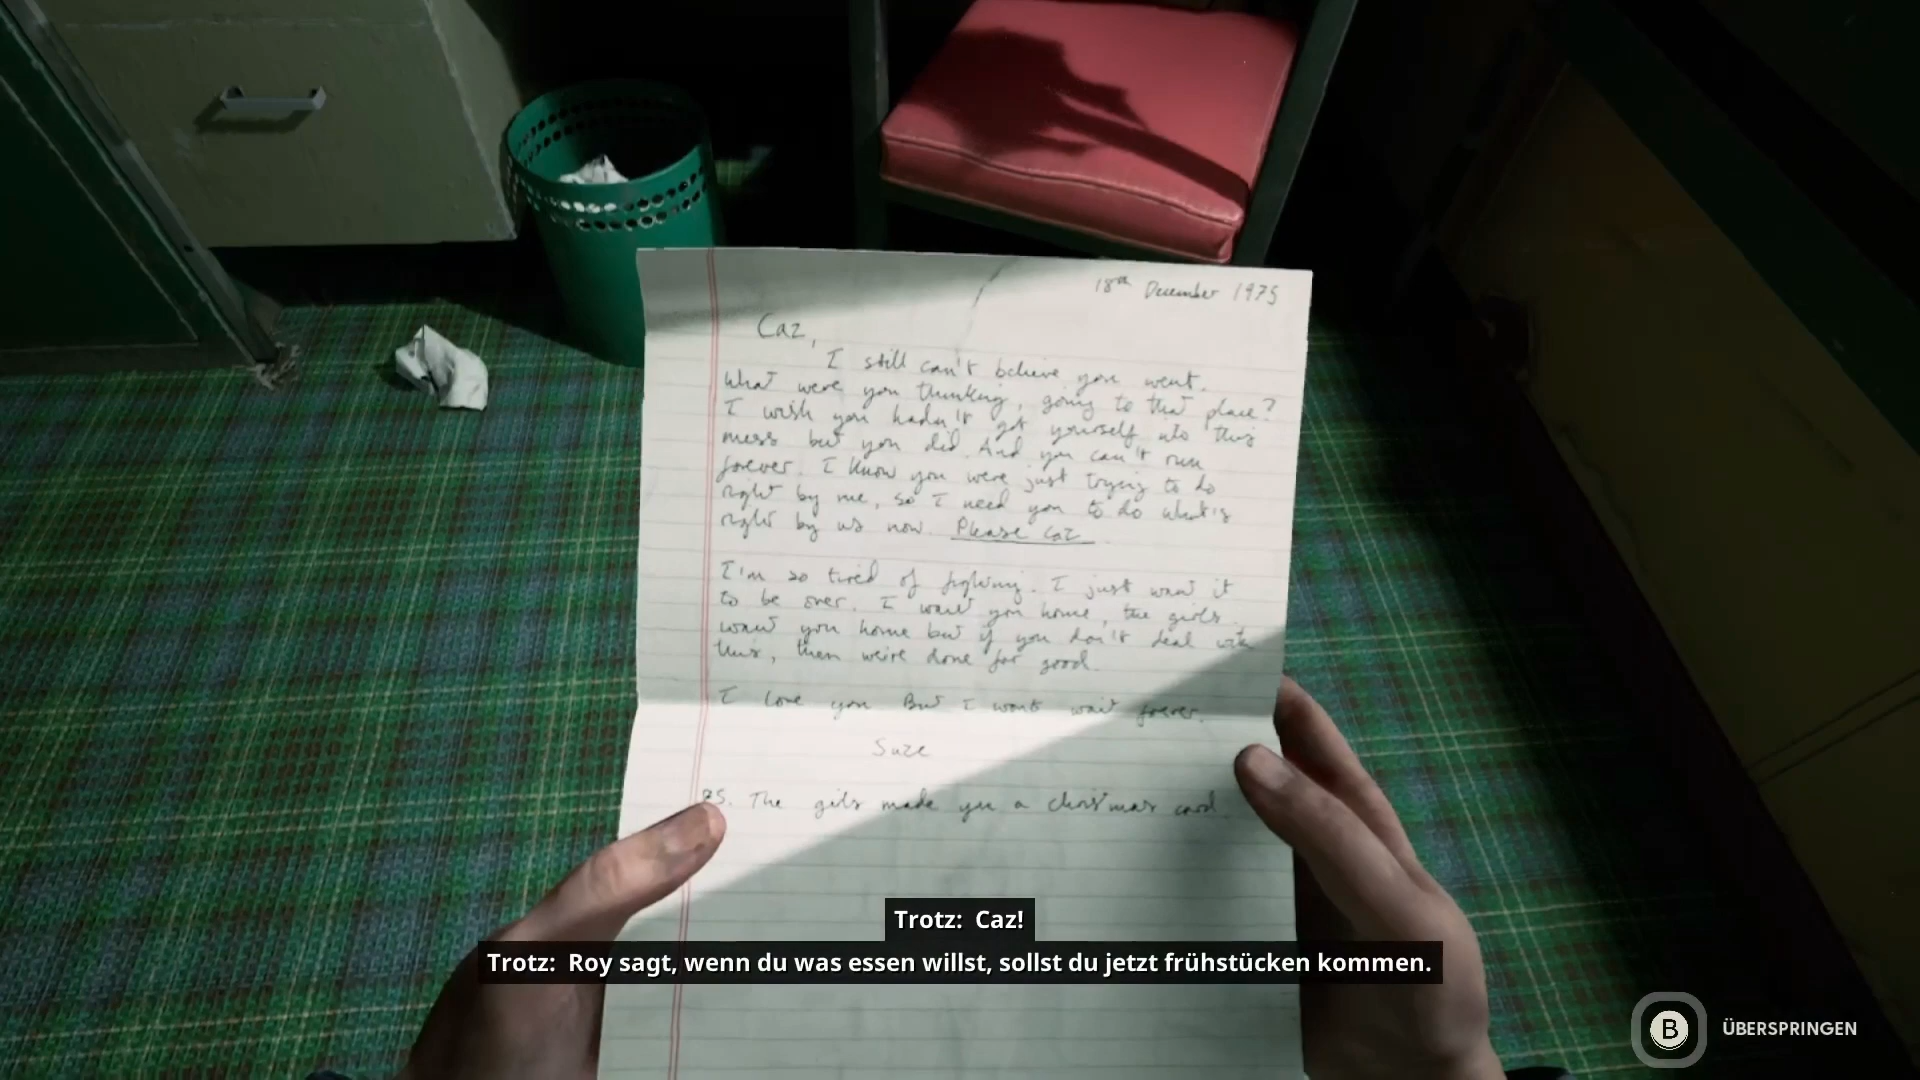 18th December 1975
Caz,
I still can't believe you went.
What were you thinking, going to that place?
I wish you hadn't got yourself into this
mess but you did. And you can't run
forever. I know you were just trying to do
right by me, so I need you to do what's
right by us now. Please Caz
I'm so tired of fighting. I just want it
to be over. I want you home, the girls
want you home but if you don't deal with
this, then we're done for good.
I love you But I won't wait forever.
Suze
P.S. The girls made you a christmas card
Trotz: Caz!
Trotz: Roy sagt, wenn du was essen willst, sollst du jetzt frühstücken kommen.
B ÜBERSPRINGEN